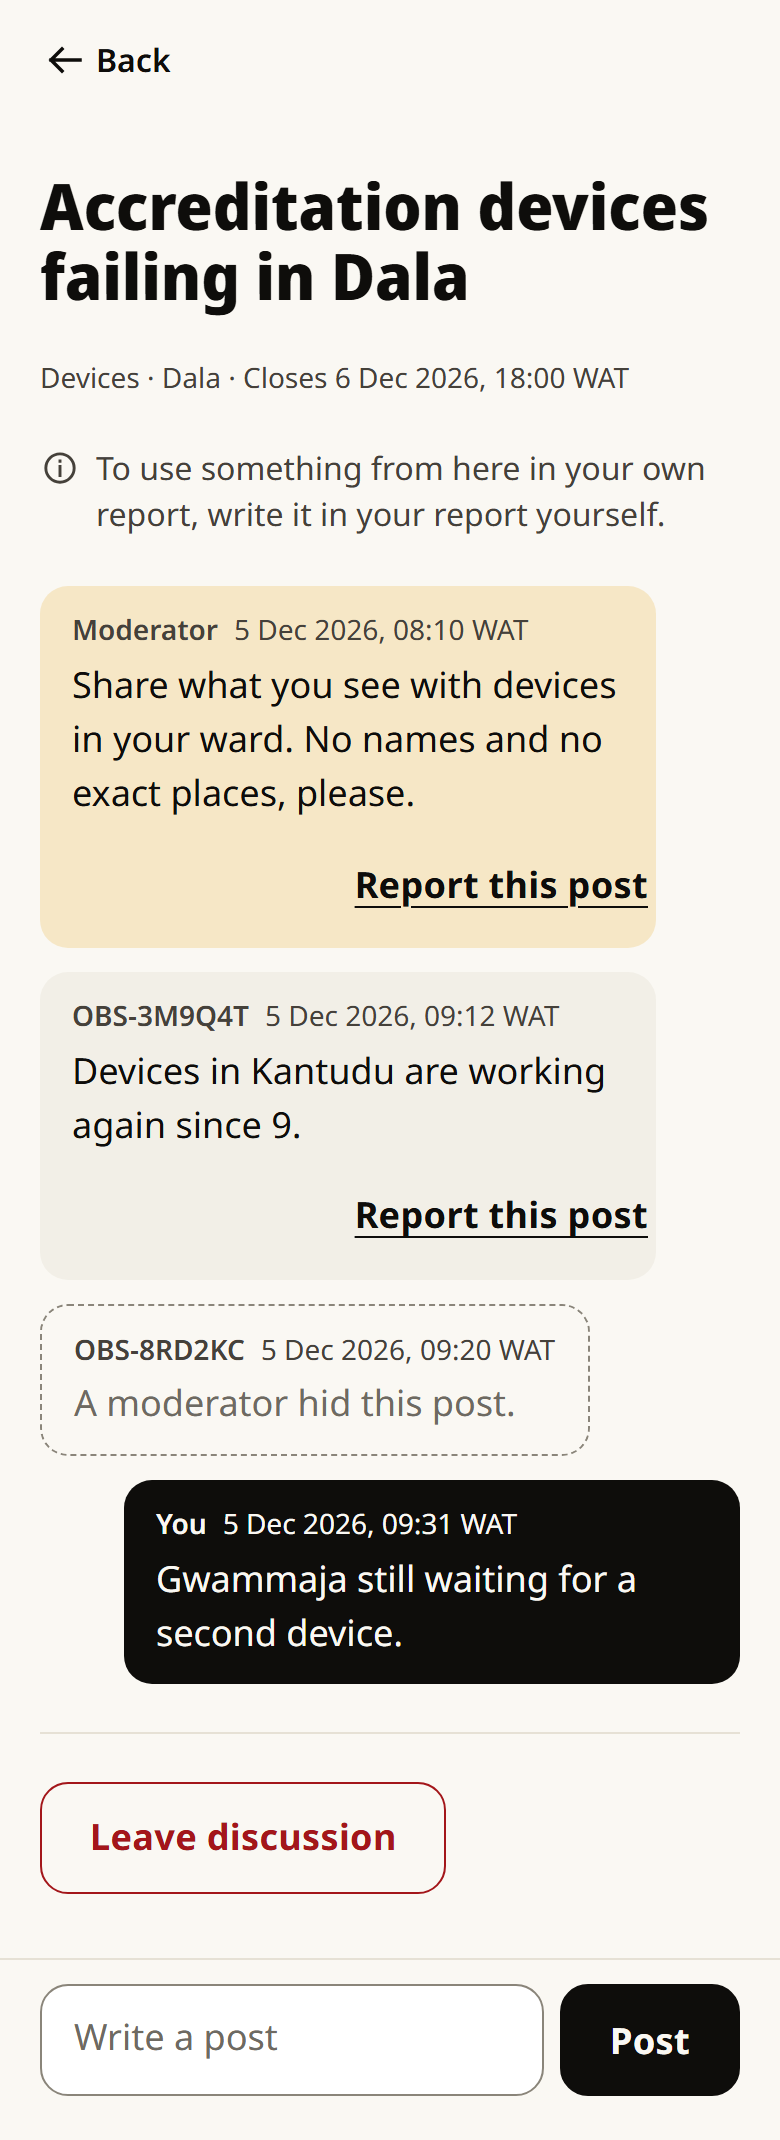 Back
Accreditation devices
failing in Dala
Devices · Dala · Closes 6 Dec 2026, 18:00 WAT
To use something from here in your own
report, write it in your report yourself.
Moderator 5 Dec 2026, 08:10 WAT
Share what you see with devices
in your ward. No names and no
exact places, please.
Report this post
OBS-3M9Q4T 5 Dec 2026, 09:12 WAT
Devices in Kantudu are working
again since 9.
Report this post
OBS-8RD2KC 5 Dec 2026, 09:20 WAT
A moderator hid this post.
You 5 Dec 2026, 09:31 WAT
Gwammaja still waiting for a
second device.
Leave discussion
Write a post
Post